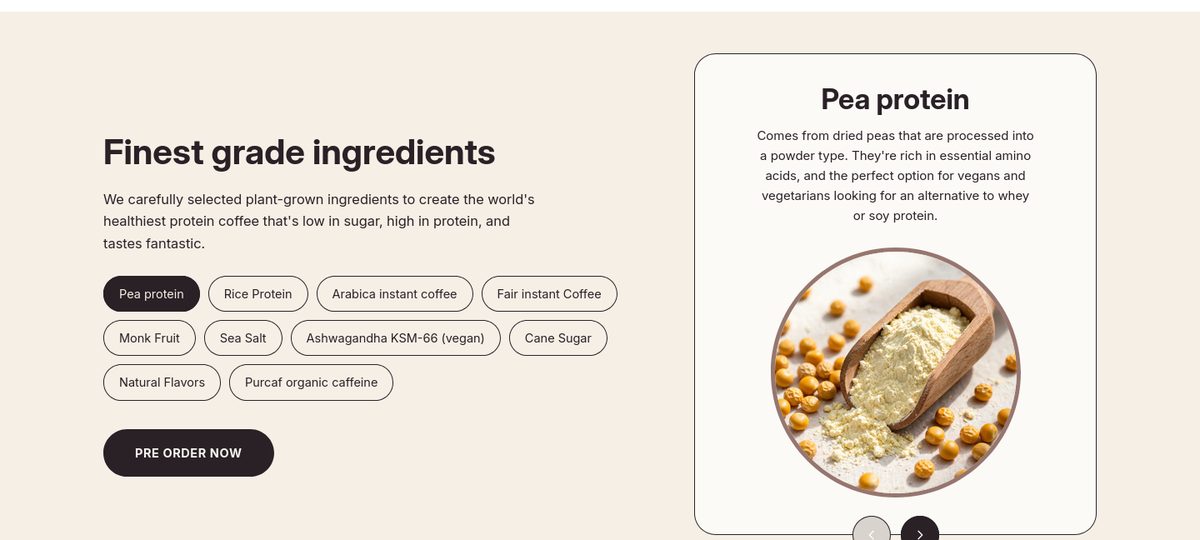 Finest grade ingredients
We carefully selected plant-grown ingredients to create the world's
healthiest protein coffee that's low in sugar, high in protein, and
tastes fantastic.
Pea protein
Rice Protein
Arabica instant coffee
Fair instant Coffee
Monk Fruit
Sea Salt
Ashwagandha KSM-66 (vegan)
Cane Sugar
Natural Flavors
Purcaf organic caffeine
PRE ORDER NOW
Pea protein
Comes from dried peas that are processed into
a powder type. They're rich in essential amino
acids, and the perfect option for vegans and
vegetarians looking for an alternative to whey
or soy protein.